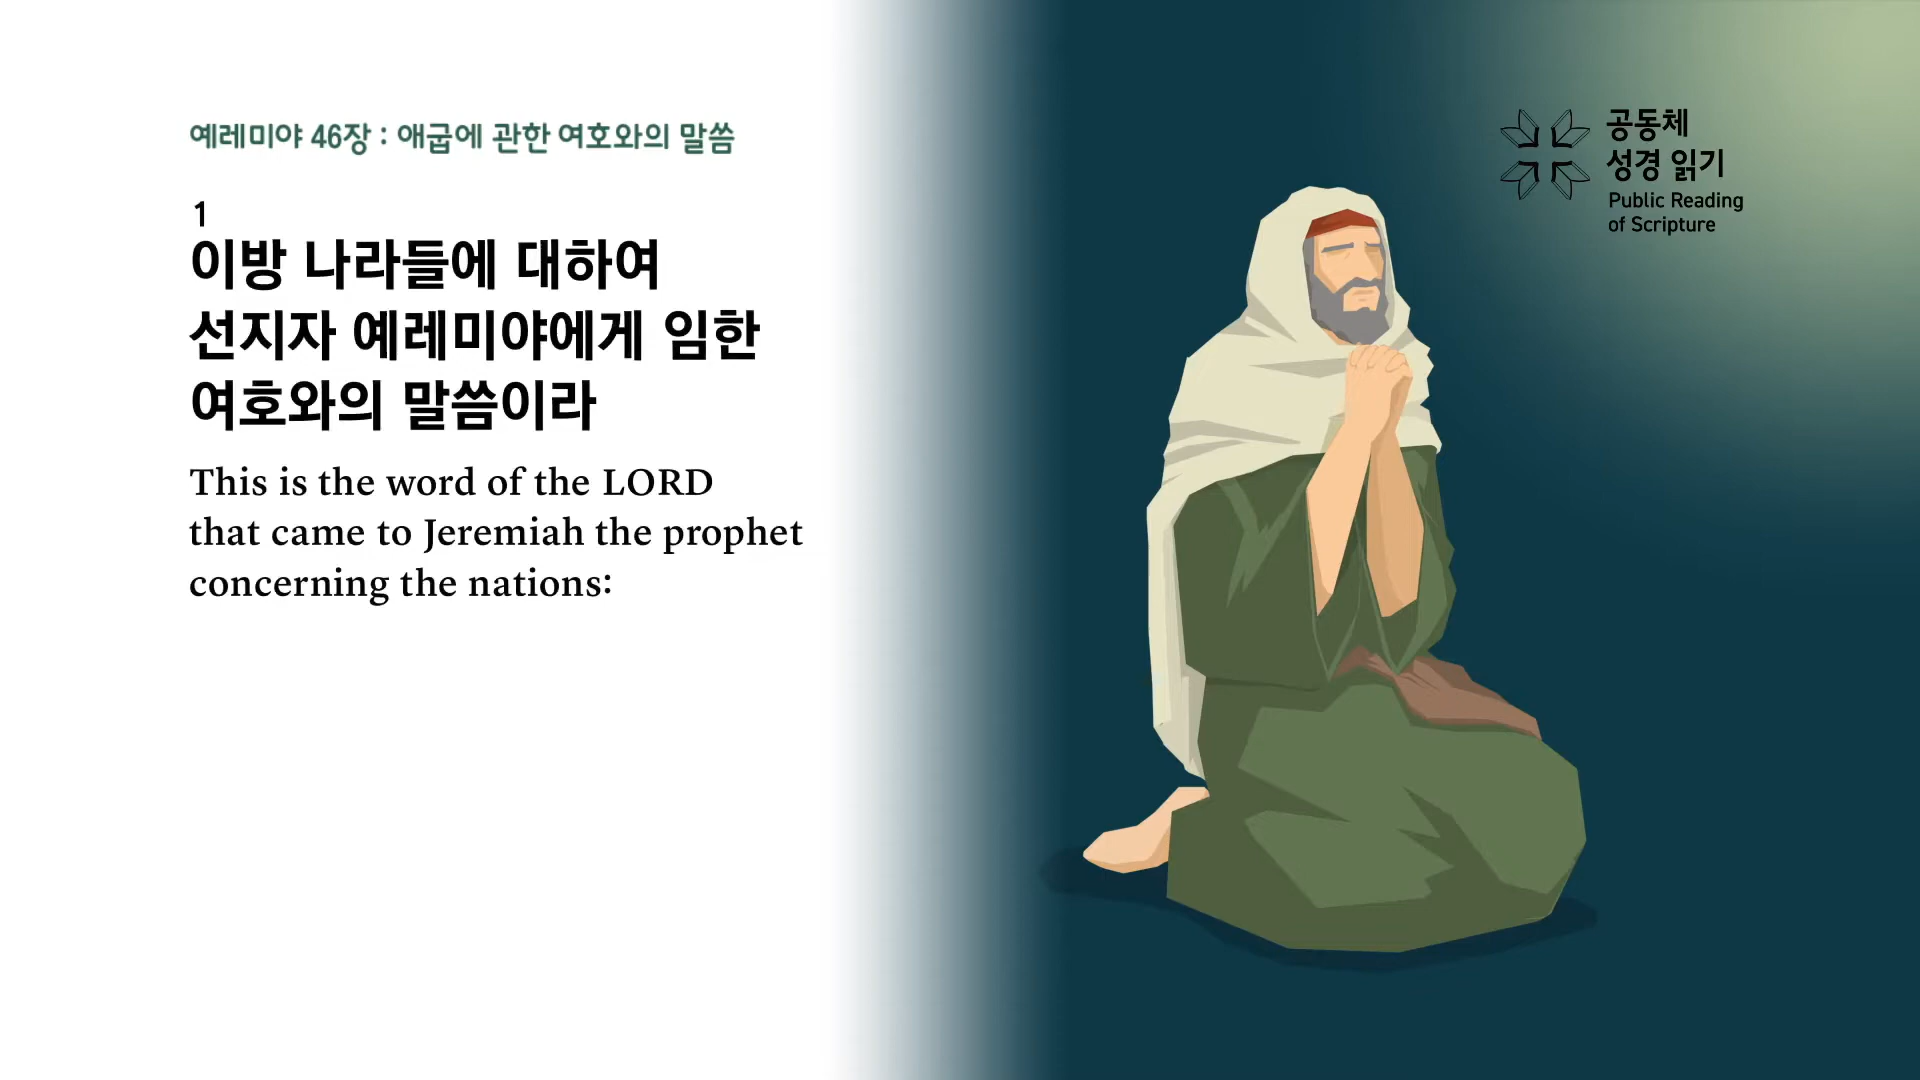 예레미야 46장 : 애굽에 관한 여호와의 말씀
1
이방 나라들에 대하여
선지자 예레미야에게 임한
여호와의 말씀이라
This is the word of the LORD
that came to Jeremiah the prophet
concerning the nations:
공동체
성경 읽기
Public Reading
of Scripture